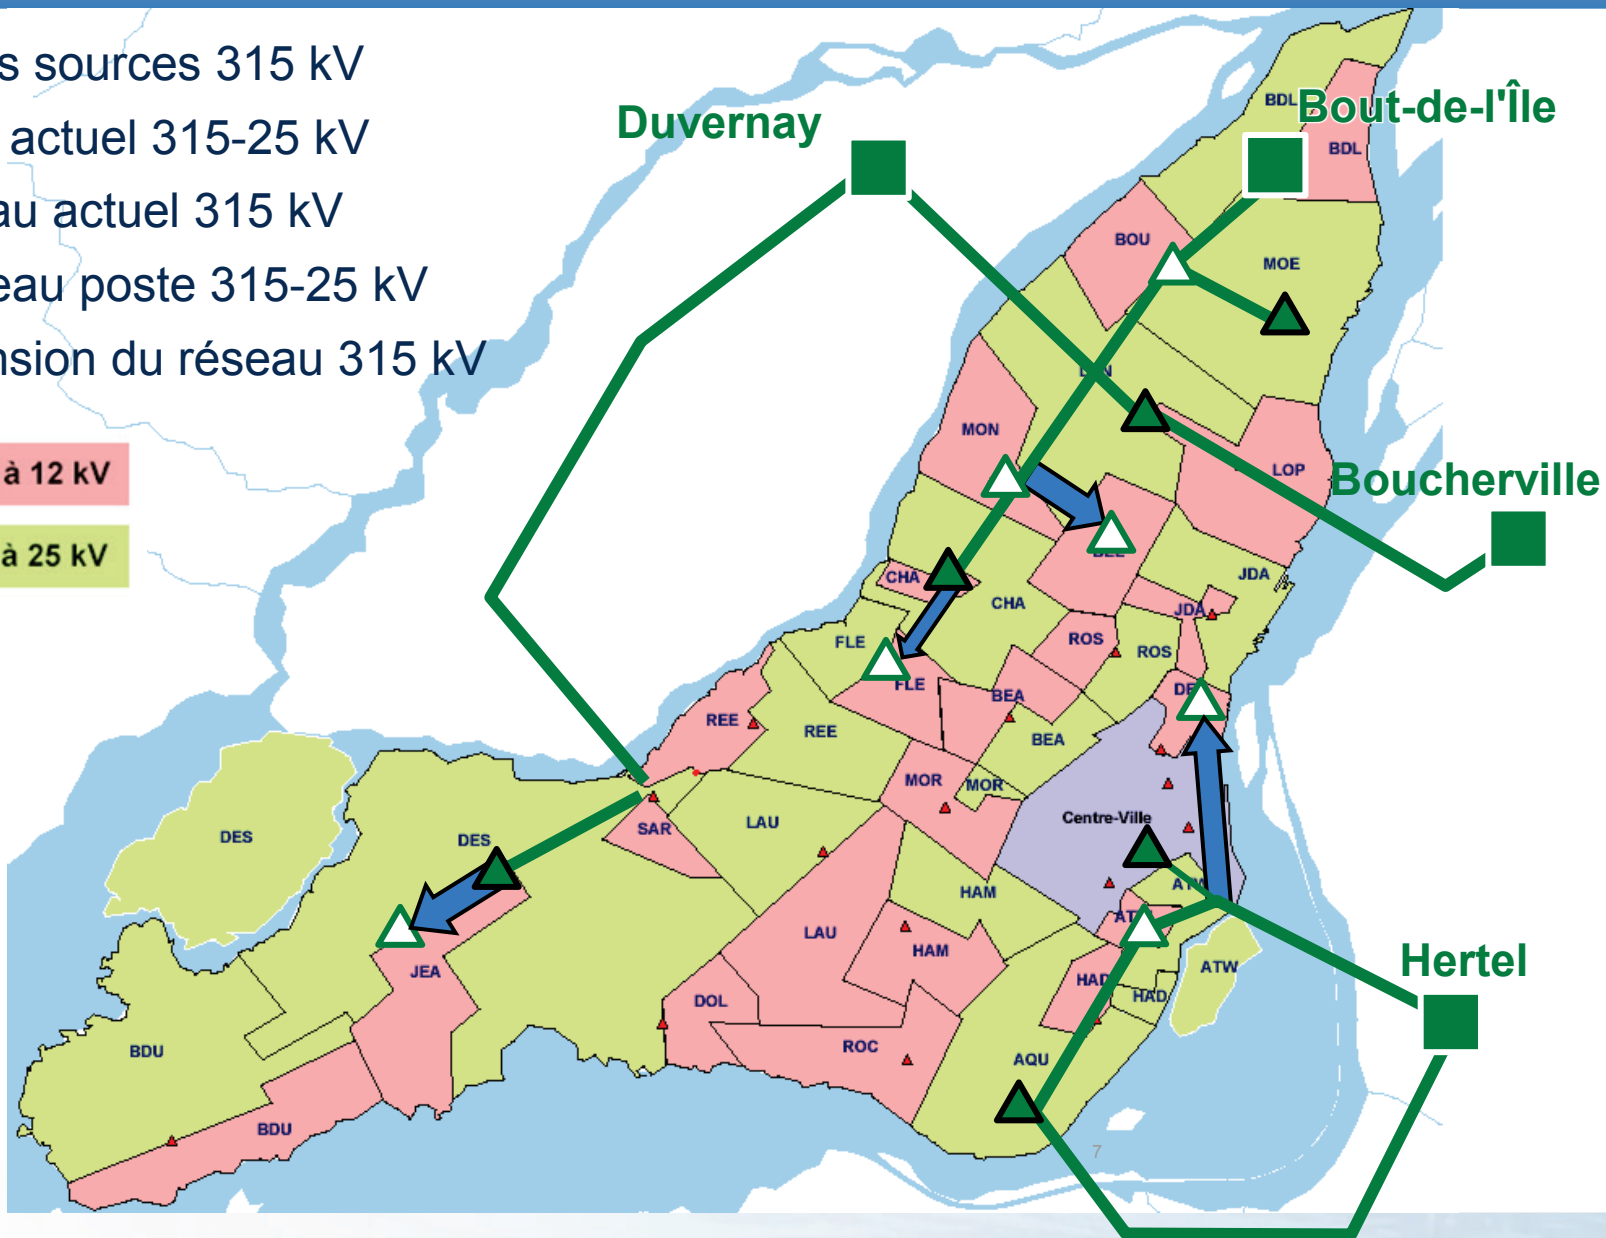 s sources 315 kV
actuel 315-25 kV
au actuel 315 kV
eau poste 315-25 kV
nsion du réseau 315 kV
à 12 kV
à 25 kV
Duvernay
Bout-de-l'Île
Boucherville
Hertel
BDL
BDL
BOU
MOE
MON
LOP
JDA
CHA
CHA
JDA
ROS
ROS
FLE
FLE
BEA
BEA
REE
REE
MOR
MOR
Centre-Ville
DES
DES
SAR
LAU
HAM
LAU
HAM
ATW
JEA
DOL
HAD
HAD
BDU
ROC
AQU
BDU
7